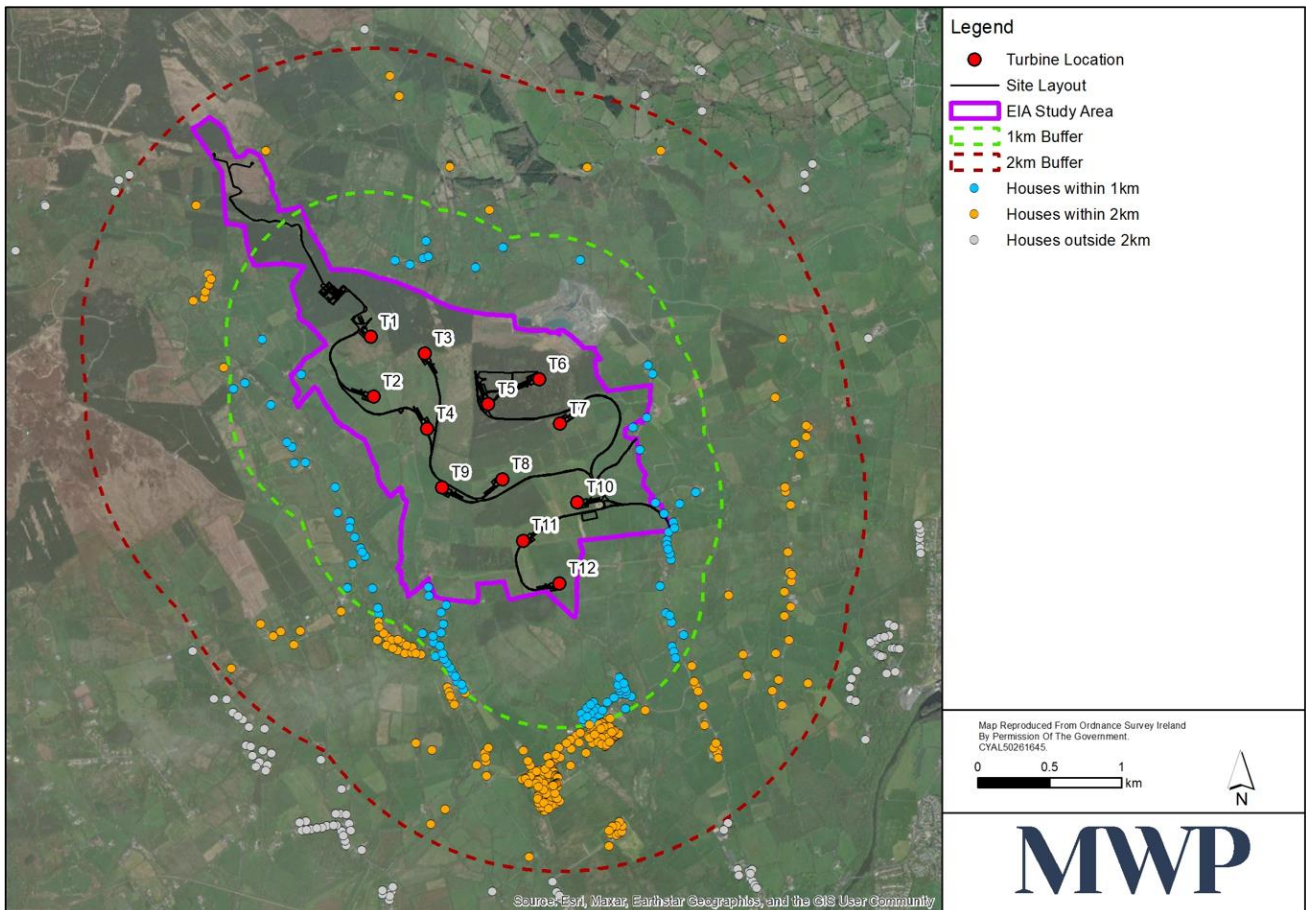 T1
T3
T6
T2
T5
T7
T4
T9
T8
T10
T11
T12
Source: Esri, Maxar, Earthstar Geographics, and the GIS User Community
Legend
Turbine Location
Site Layout
EIA Study Area
1km Buffer
2km Buffer
Houses within 1km
Houses within 2km
Houses outside 2km
Map Reproduced From Ordnance Survey Ireland
By Permission Of The Government.
CYAL50261645.
0 0.5 1
km
N
MWP